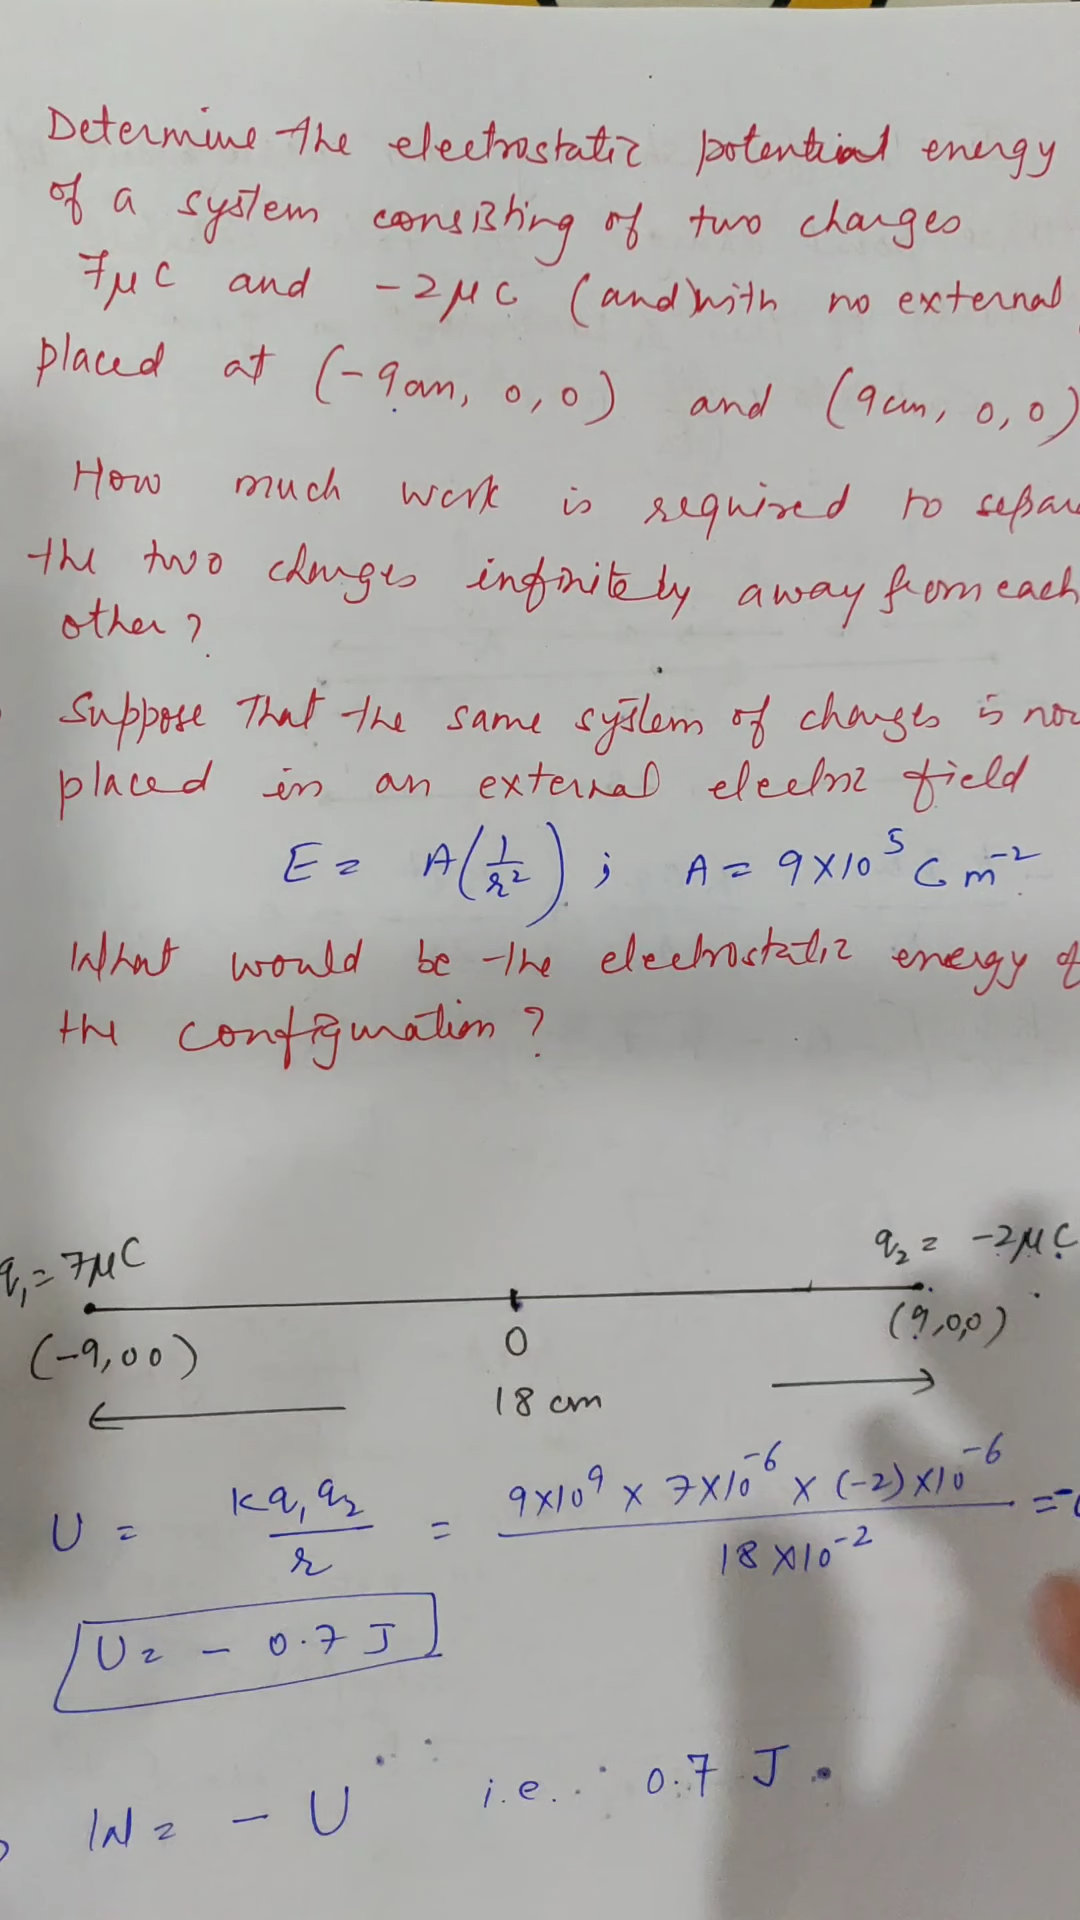 Determine the electrostatic potential energy
of a system consisting of two charges
7μC and -2μC (and) with no external
placed at (-9cm, 0,0) and (9cm, 0,0)
How much work is required to
the two charges infinitely away from each
other?
Suppose that the same system of charges is
placed in an external electric field
E = A(1/r²) ; A = 9×10⁵ C m⁻²
What would be the electrostatic energy of
the configuration?
q₁ = 7μC q₂ = -2μC
(-9,00) O (9,0,0)
18 cm
U = kq₁q₂/r = 9×10⁹ × 7×10⁻⁶ × (-2)×10⁻⁶ / 18×10⁻² = -
U = - 0.7 J
W = - U i.e. 0.7 J.